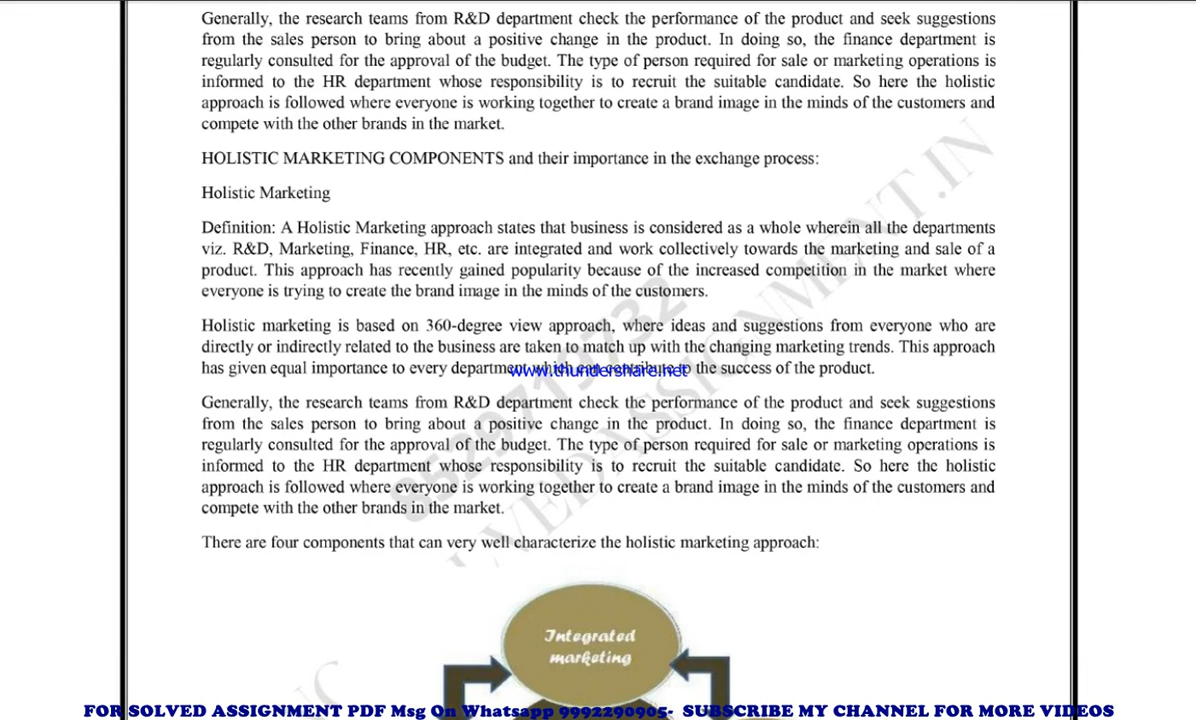 Generally, the research teams from R&D department check the performance of the product and seek suggestions
from the sales person to bring about a positive change in the product. In doing so, the finance department is
regularly consulted for the approval of the budget. The type of person required for sale or marketing operations is
informed to the HR department whose responsibility is to recruit the suitable candidate. So here the holistic
approach is followed where everyone is working together to create a brand image in the minds of the customers and
compete with the other brands in the market.
HOLISTIC MARKETING COMPONENTS and their importance in the exchange process:
Holistic Marketing
Definition: A Holistic Marketing approach states that business is considered as a whole wherein all the departments
viz. R&D, Marketing, Finance, HR, etc. are integrated and work collectively towards the marketing and sale of a
product. This approach has recently gained popularity because of the increased competition in the market where
everyone is trying to create the brand image in the minds of the customers.
Holistic marketing is based on 360-degree view approach, where ideas and suggestions from everyone who are
directly or indirectly related to the business are taken to match up with the changing marketing trends. This approach
has given equal importance to every department which can contribute to the success of the product.
www.thundershare.net
Generally, the research teams from R&D department check the performance of the product and seek suggestions
from the sales person to bring about a positive change in the product. In doing so, the finance department is
regularly consulted for the approval of the budget. The type of person required for sale or marketing operations is
informed to the HR department whose responsibility is to recruit the suitable candidate. So here the holistic
approach is followed where everyone is working together to create a brand image in the minds of the customers and
compete with the other brands in the market.
There are four components that can very well characterize the holistic marketing approach:
Integrated
marketing
8529719732
ASSIGNMENT.IN
FOR SOLVED ASSIGNMENT PDF Msg On Whatsapp 9992290905- SUBSCRIBE MY CHANNEL FOR MORE VIDEOS